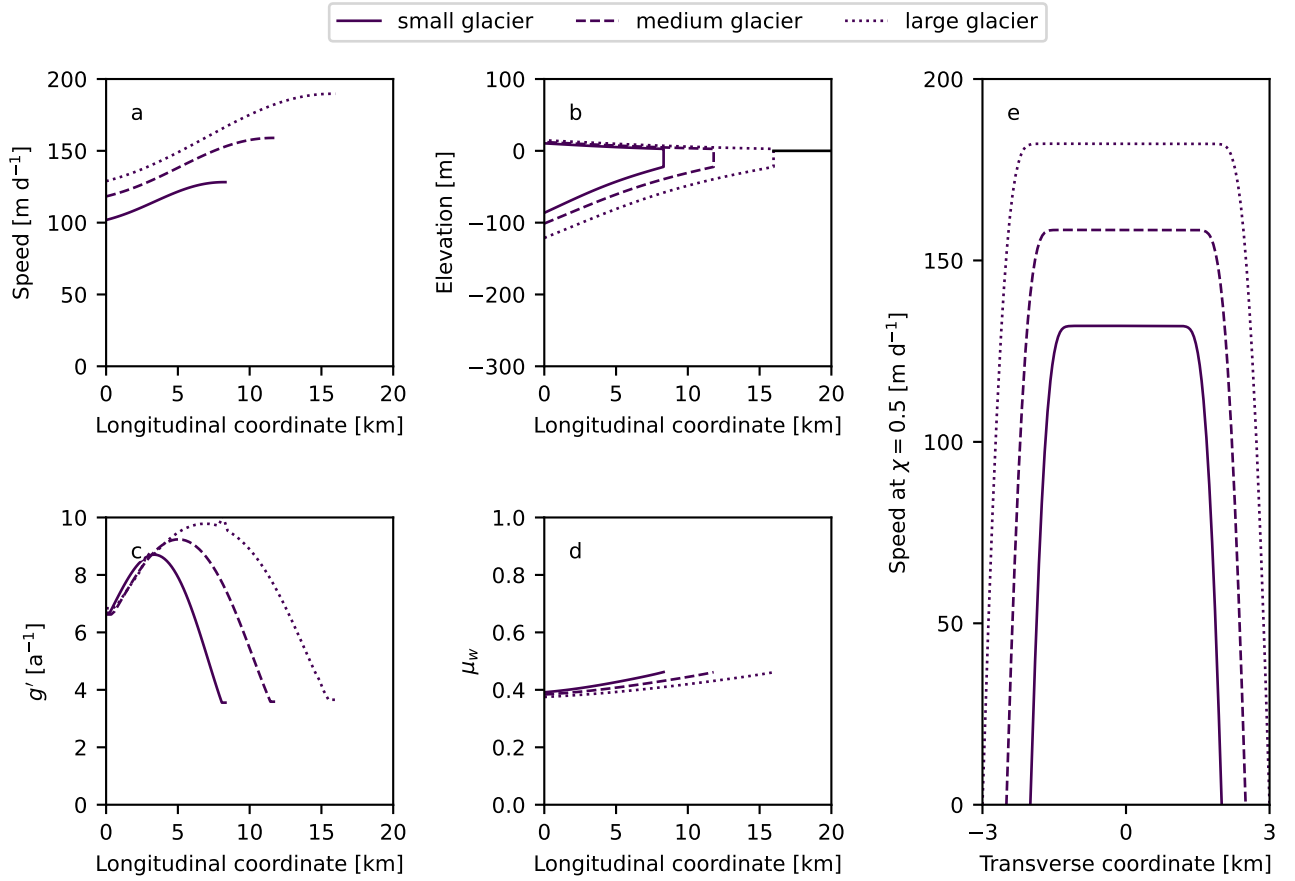 small glacier medium glacier large glacier
a
200
150
100
50
0
Speed [m d⁻¹]
0 5 10 15 20
Longitudinal coordinate [km]
b
100
0
−100
−200
−300
Elevation [m]
0 5 10 15 20
Longitudinal coordinate [km]
c
10
8
6
4
2
0
g′ [a⁻¹]
0 5 10 15 20
Longitudinal coordinate [km]
d
1.0
0.8
0.6
0.4
0.2
0.0
μ_w
0 5 10 15 20
Longitudinal coordinate [km]
e
200
150
100
50
0
Speed at χ = 0.5 [m d⁻¹]
−3 0 3
Transverse coordinate [km]